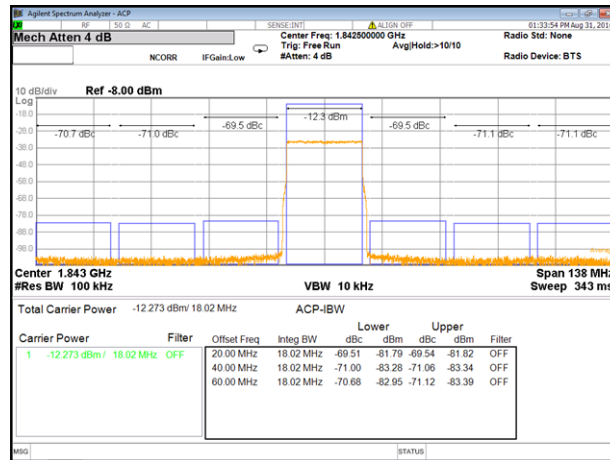 Agilent Spectrum Analyzer - ACP
RF 50 Ω AC SENSE:INT ALIGN OFF 01:33:54 PM Aug 31, 201
Mech Atten 4 dB
Center Freq: 1.842500000 GHz Radio Std: None
Trig: Free Run Avg|Hold:>10/10
NCORR IFGain:Low #Atten: 4 dB Radio Device: BTS
10 dB/div Ref -8.00 dBm
Log
-18.0
-28.0
-38.0
-48.0
-58.0
-68.0
-78.0
-88.0
-98.0
-70.7 dBc -71.0 dBc -69.5 dBc -12.3 dBm -69.5 dBc -71.1 dBc -71.1 dBc
Center 1.843 GHz Span 138 MHz
#Res BW 100 kHz VBW 10 kHz Sweep 343 ms
Total Carrier Power -12.273 dBm/ 18.02 MHz ACP-IBW
Lower Upper
Carrier Power Filter Offset Freq Integ BW dBc dBm dBc dBm Filter
1 -12.273 dBm / 18.02 MHz OFF 20.00 MHz 18.02 MHz -69.51 -81.79 -69.54 -81.82 OFF
40.00 MHz 18.02 MHz -71.00 -83.28 -71.06 -83.34 OFF
60.00 MHz 18.02 MHz -70.68 -82.95 -71.12 -83.39 OFF
MSG STATUS